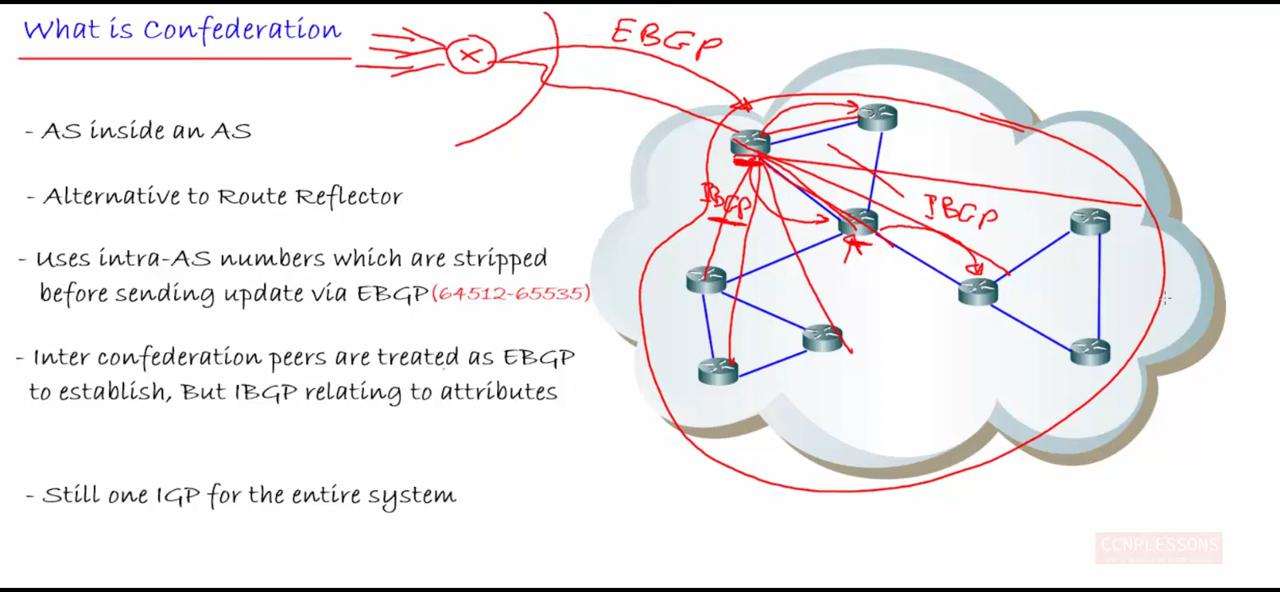 What is Confederation
EBGP
- AS inside an AS
- Alternative to Route Reflector
IBGP
IBGP
- Uses intra-AS numbers which are stripped
before sending update via EBGP (64512-65535)
- Inter confederation peers are treated as EBGP
to establish, But IBGP relating to attributes
- Still one IGP for the entire system
CCNPLESSONS